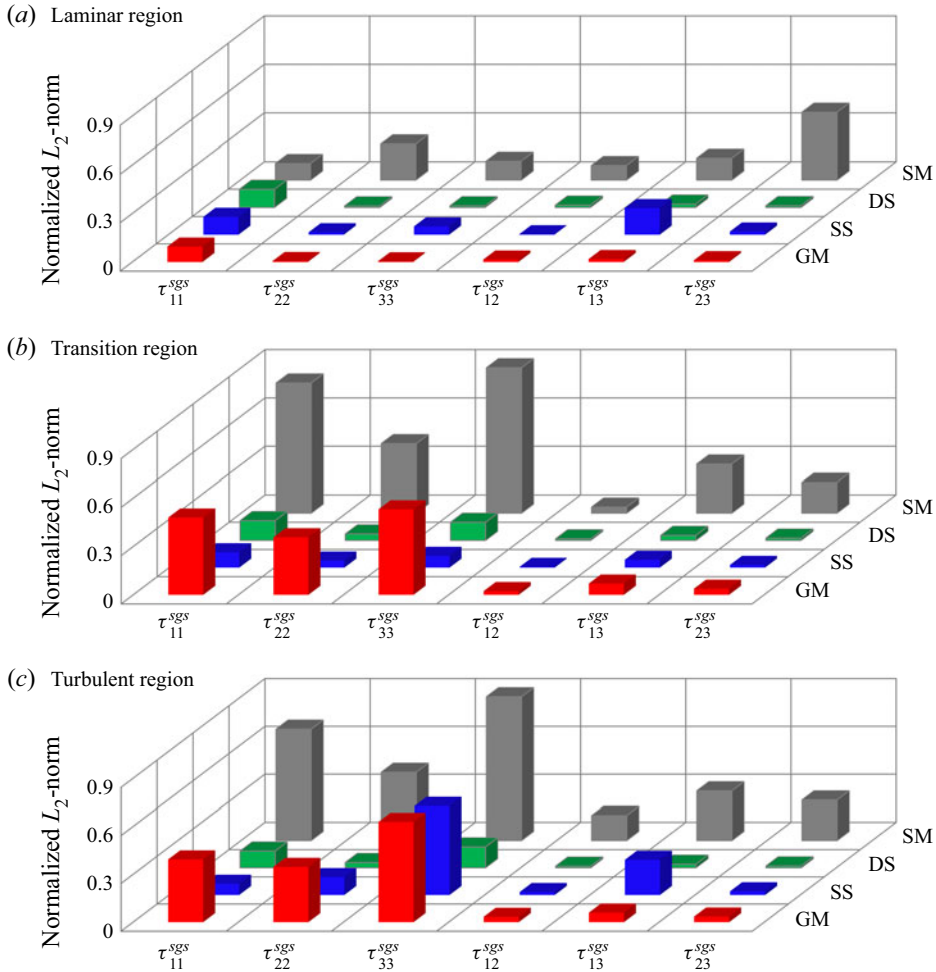 (a) Laminar region
Normalized L₂-norm
0.9
0.6
0.3
0
SM
DS
SS
GM
τ₁₁ˢᵍˢ τ₂₂ˢᵍˢ τ₃₃ˢᵍˢ τ₁₂ˢᵍˢ τ₁₃ˢᵍˢ τ₂₃ˢᵍˢ
(b) Transition region
Normalized L₂-norm
0.9
0.6
0.3
0
SM
DS
SS
GM
τ₁₁ˢᵍˢ τ₂₂ˢᵍˢ τ₃₃ˢᵍˢ τ₁₂ˢᵍˢ τ₁₃ˢᵍˢ τ₂₃ˢᵍˢ
(c) Turbulent region
Normalized L₂-norm
0.9
0.6
0.3
0
SM
DS
SS
GM
τ₁₁ˢᵍˢ τ₂₂ˢᵍˢ τ₃₃ˢᵍˢ τ₁₂ˢᵍˢ τ₁₃ˢᵍˢ τ₂₃ˢᵍˢ